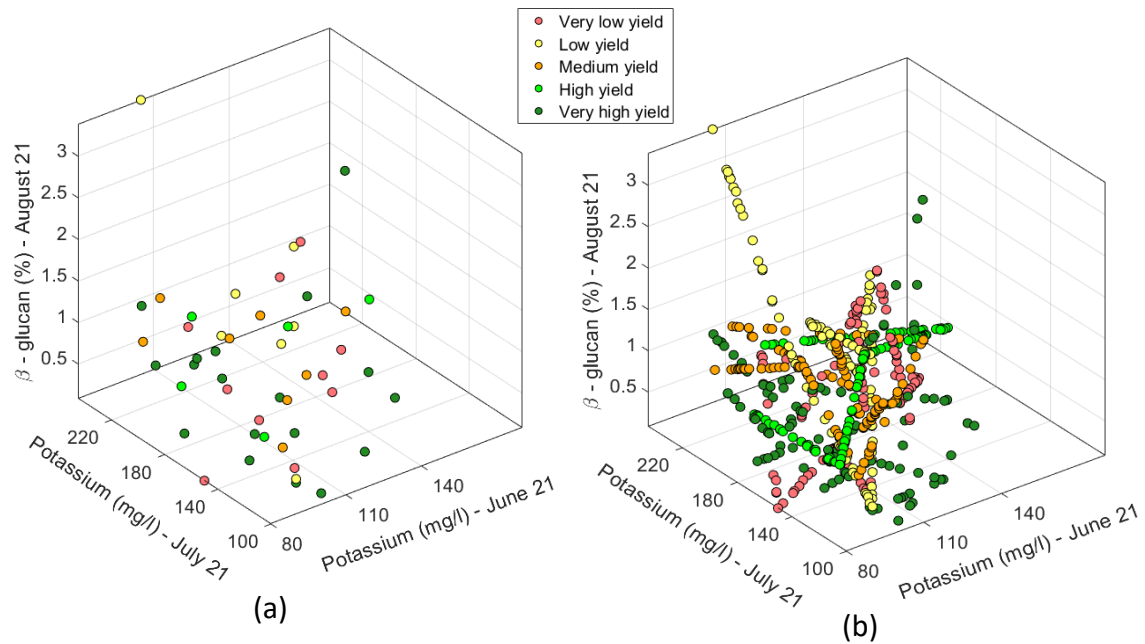 Very low yield
Low yield
Medium yield
High yield
Very high yield
β - glucan (%) - August 21
3
2.5
2
1.5
1
0.5
220
180
140
100
Potassium (mg/l) - July 21
80
110
140
Potassium (mg/l) - June 21
(a)
β - glucan (%) - August 21
3
2.5
2
1.5
1
0.5
220
180
140
100
Potassium (mg/l) - July 21
80
110
140
Potassium (mg/l) - June 21
(b)